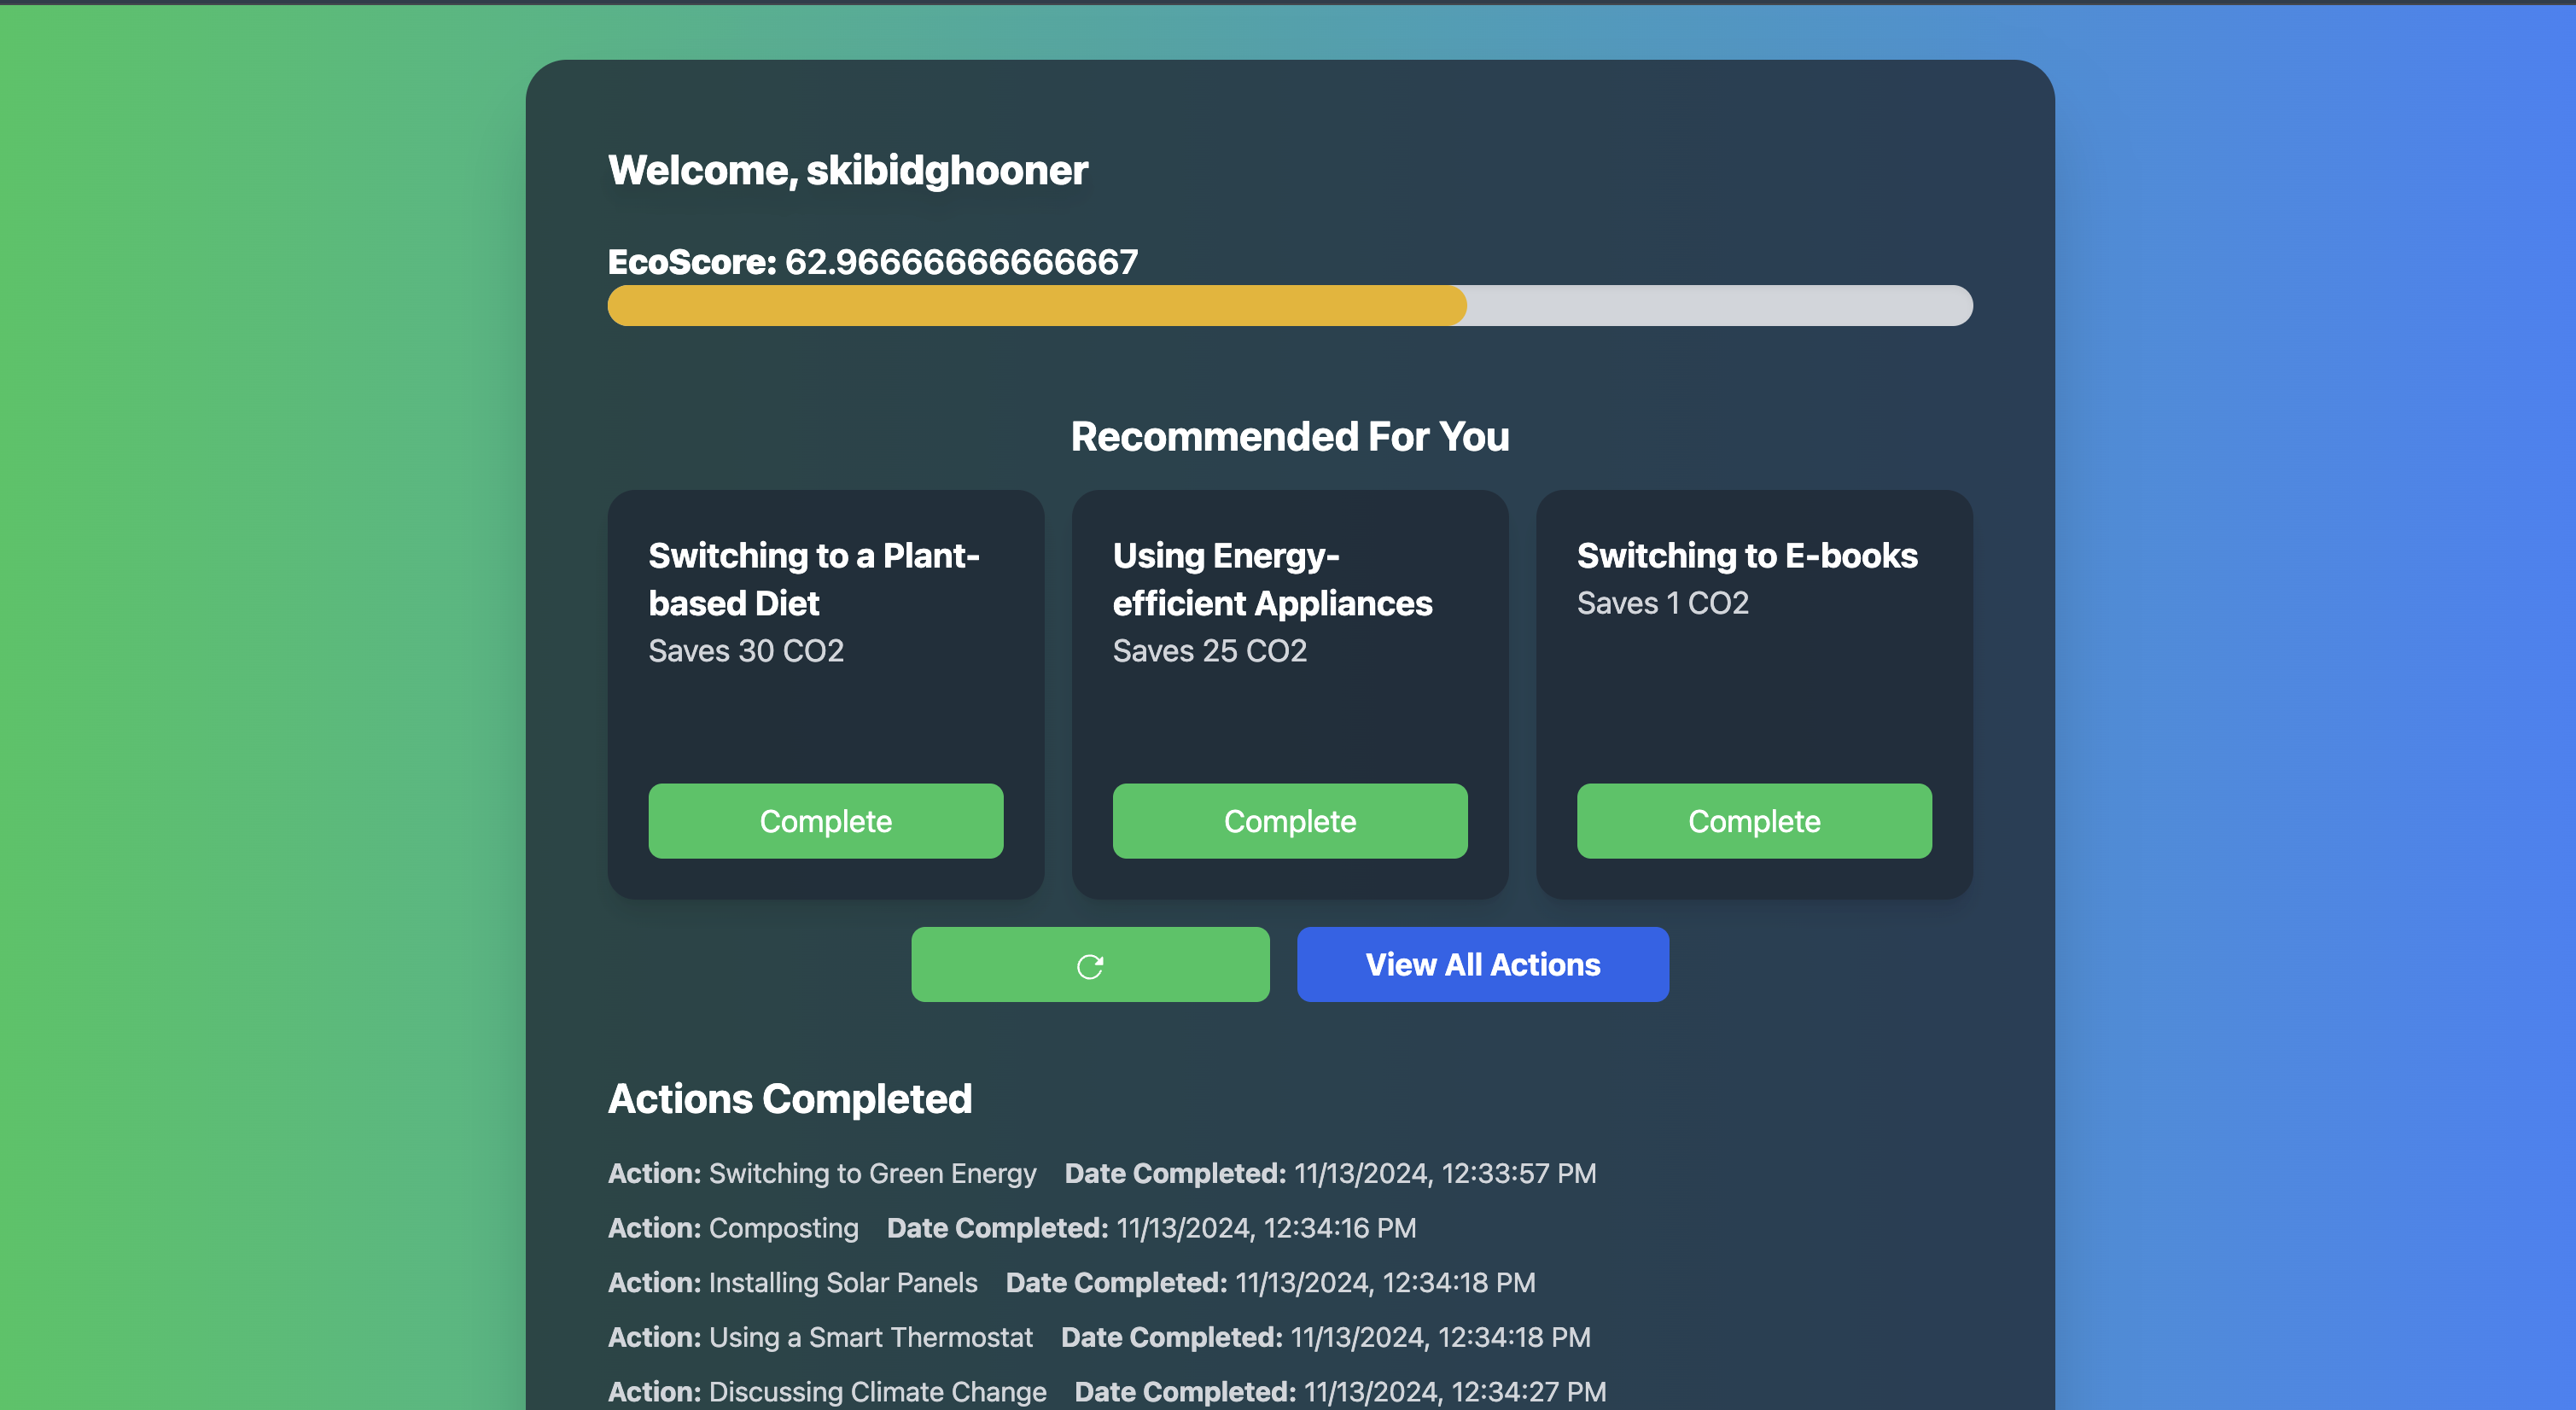 Welcome, skibidghooner
EcoScore: 62.96666666666667
Recommended For You
Switching to a Plant-
based Diet
Saves 30 CO2
Complete
Using Energy-
efficient Appliances
Saves 25 CO2
Complete
Switching to E-books
Saves 1 CO2
Complete
View All Actions
Actions Completed
Action: Switching to Green Energy Date Completed: 11/13/2024, 12:33:57 PM
Action: Composting Date Completed: 11/13/2024, 12:34:16 PM
Action: Installing Solar Panels Date Completed: 11/13/2024, 12:34:18 PM
Action: Using a Smart Thermostat Date Completed: 11/13/2024, 12:34:18 PM
Action: Discussing Climate Change Date Completed: 11/13/2024, 12:34:27 PM